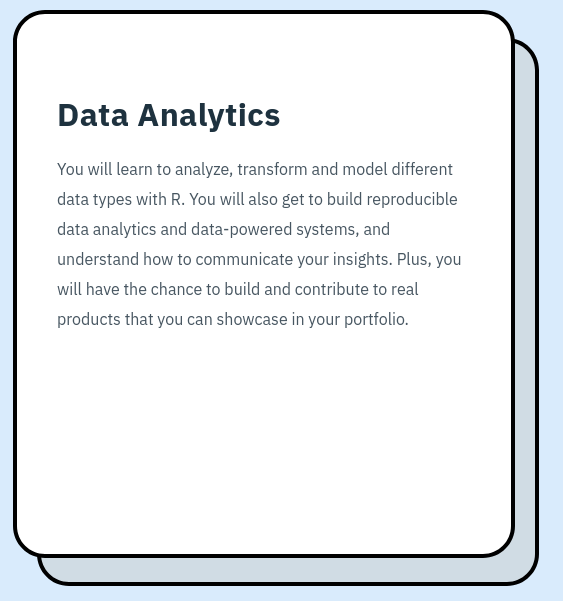 Data Analytics
You will learn to analyze, transform and model different
data types with R. You will also get to build reproducible
data analytics and data-powered systems, and
understand how to communicate your insights. Plus, you
will have the chance to build and contribute to real
products that you can showcase in your portfolio.